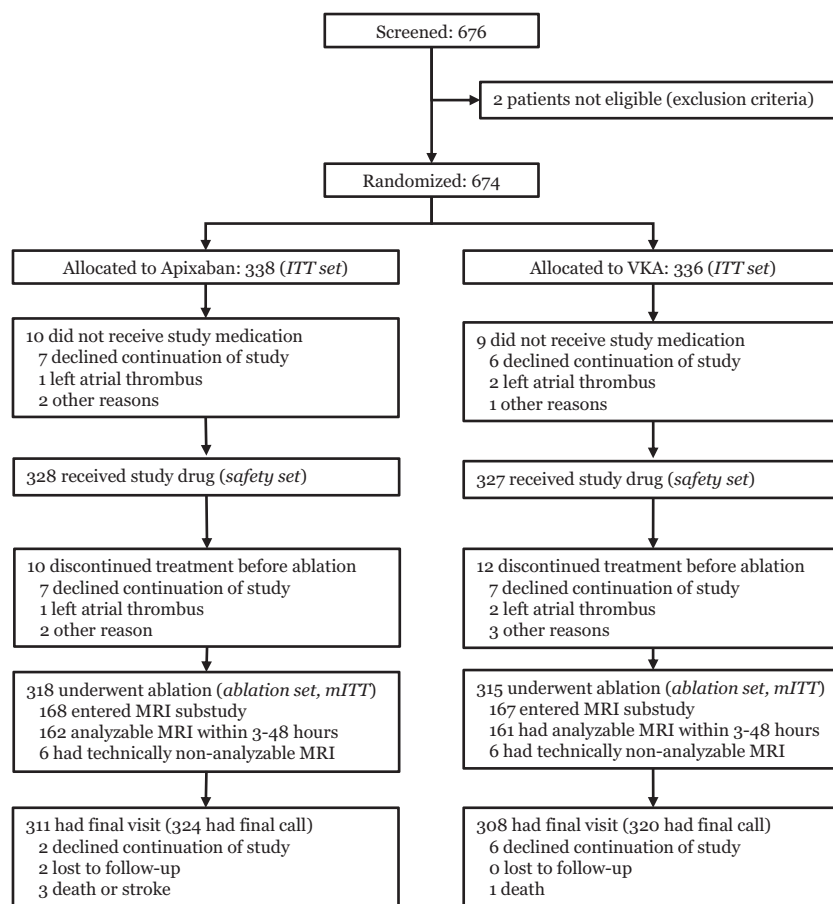 Screened: 676
2 patients not eligible (exclusion criteria)
Randomized: 674
Allocated to Apixaban: 338 (ITT set)
10 did not receive study medication
7 declined continuation of study
1 left atrial thrombus
2 other reasons
328 received study drug (safety set)
10 discontinued treatment before ablation
7 declined continuation of study
1 left atrial thrombus
2 other reason
318 underwent ablation (ablation set, mITT)
168 entered MRI substudy
162 analyzable MRI within 3-48 hours
6 had technically non-analyzable MRI
311 had final visit (324 had final call)
2 declined continuation of study
2 lost to follow-up
3 death or stroke
Allocated to VKA: 336 (ITT set)
9 did not receive study medication
6 declined continuation of study
2 left atrial thrombus
1 other reasons
327 received study drug (safety set)
12 discontinued treatment before ablation
7 declined continuation of study
2 left atrial thrombus
3 other reasons
315 underwent ablation (ablation set, mITT)
167 entered MRI substudy
161 had analyzable MRI within 3-48 hours
6 had technically non-analyzable MRI
308 had final visit (320 had final call)
6 declined continuation of study
0 lost to follow-up
1 death